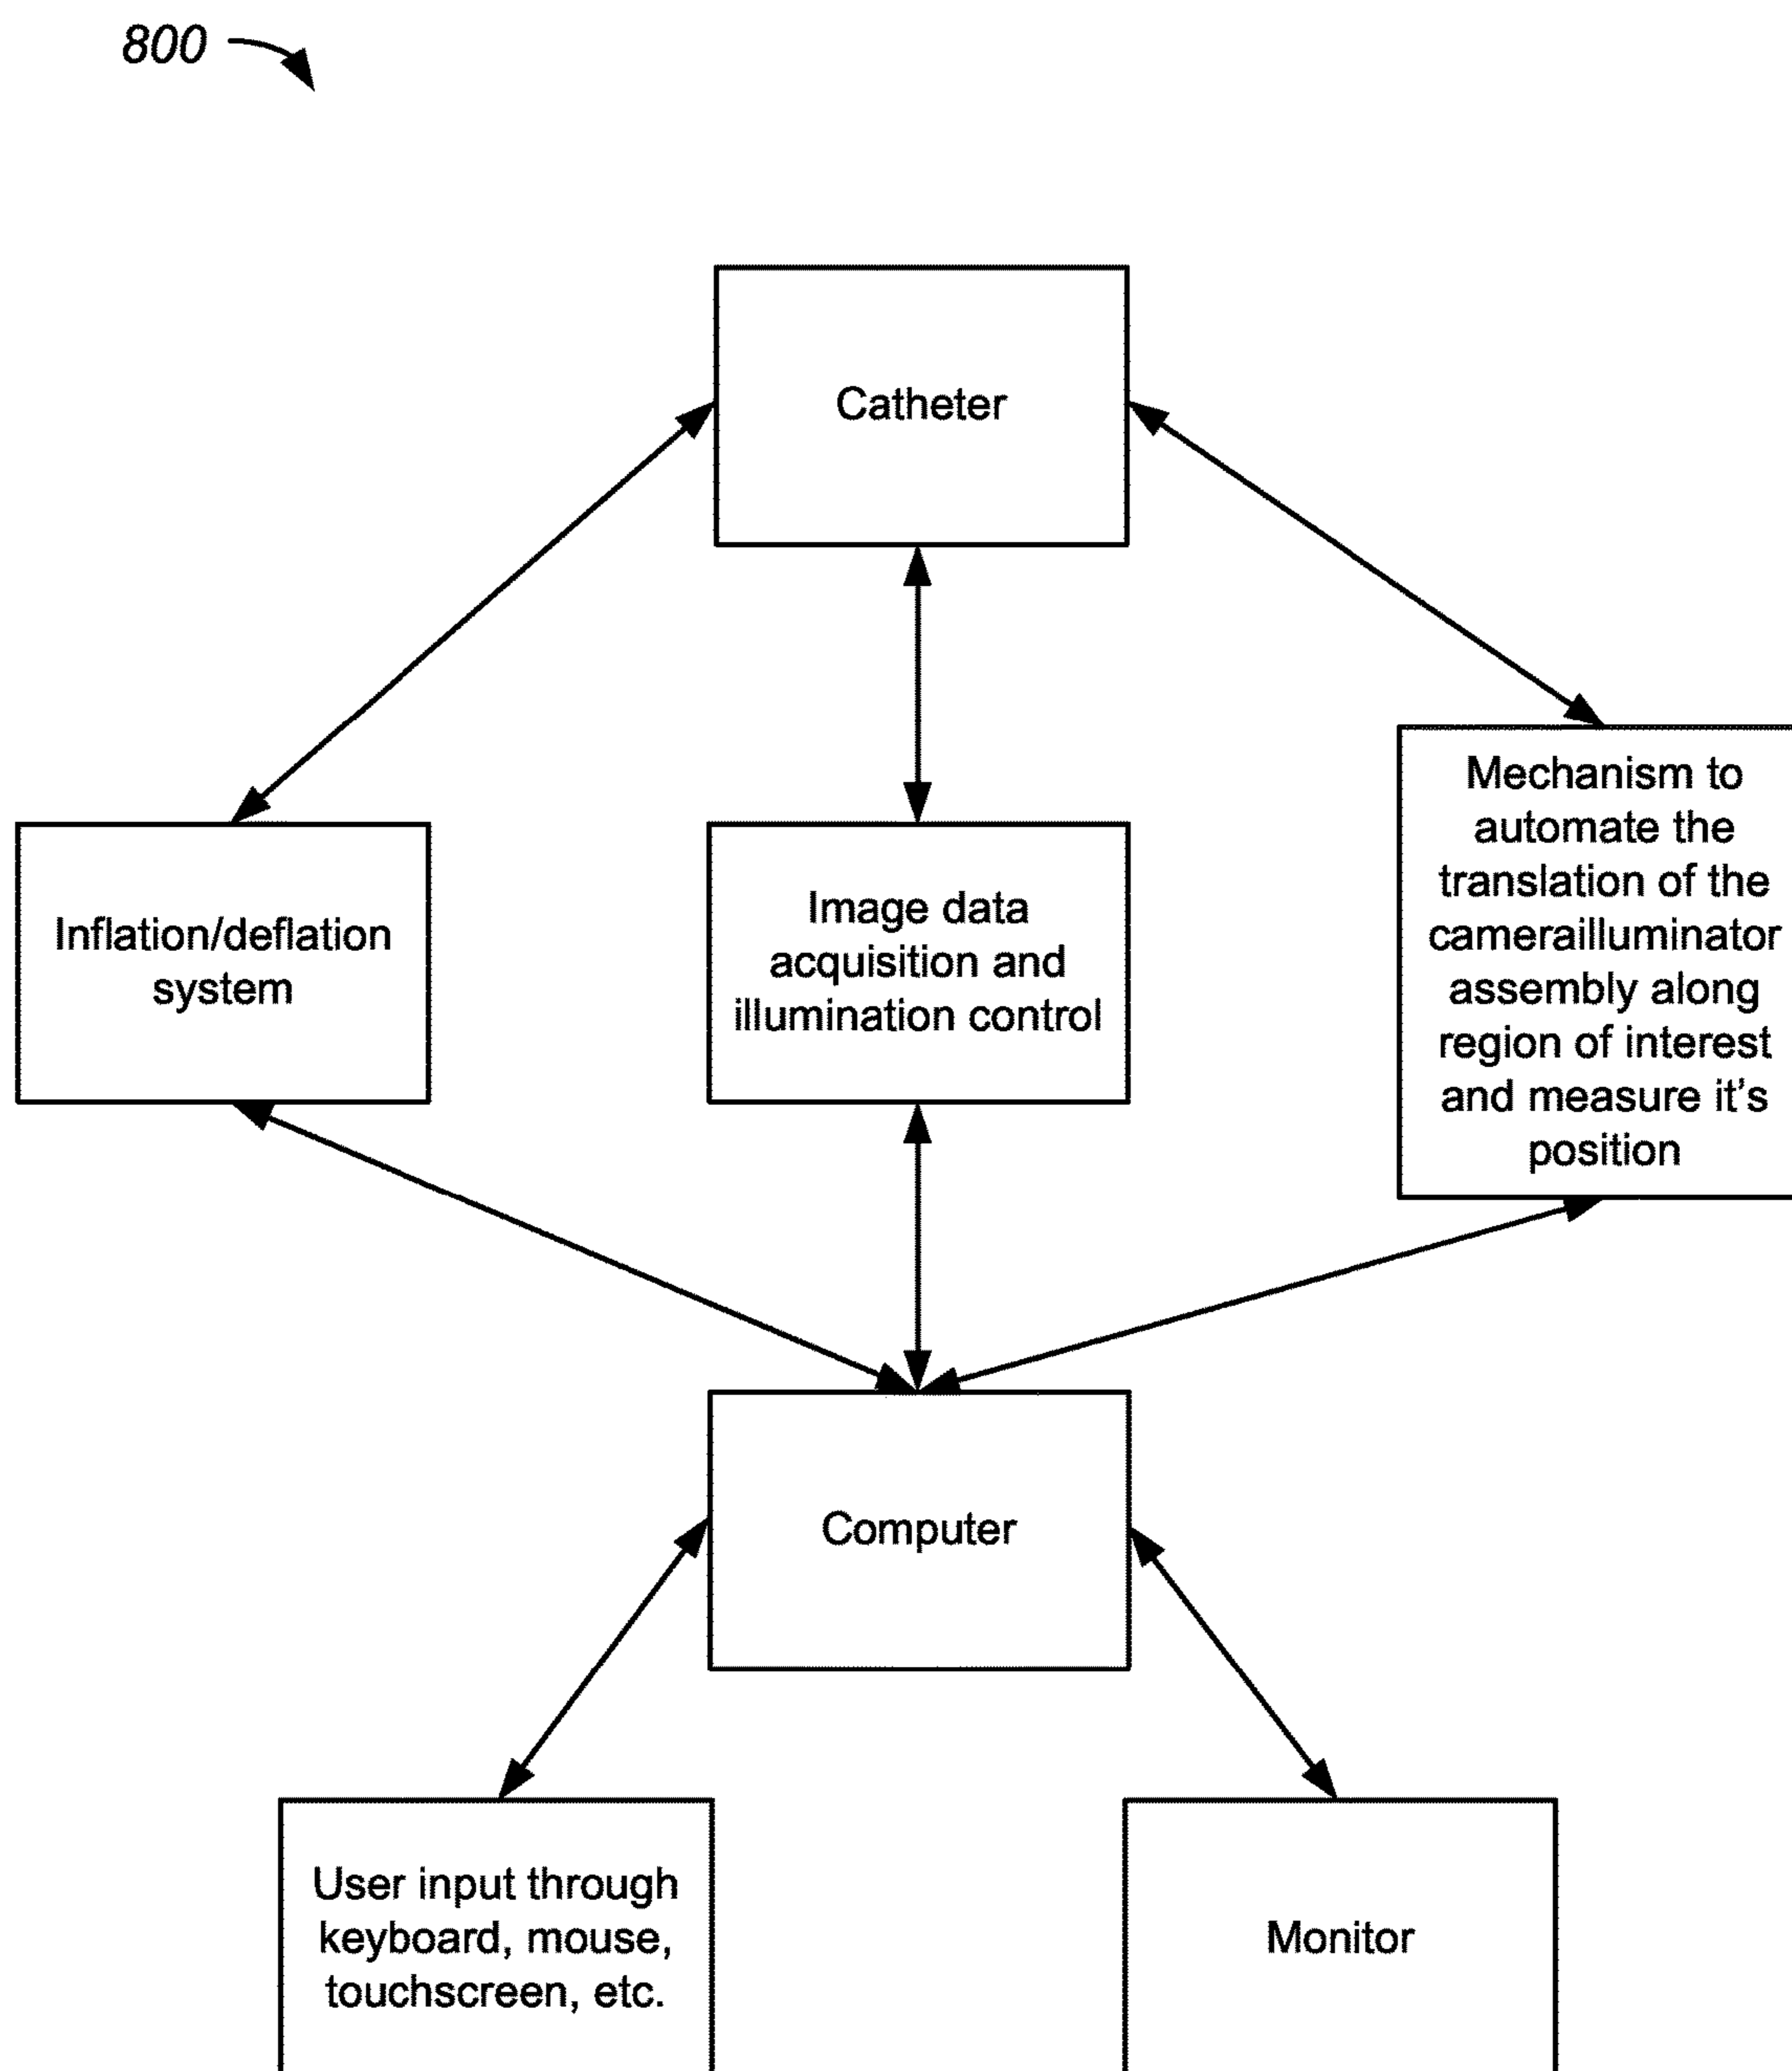 800
Catheter
Inflation/deflation
system
Image data
acquisition and
illumination control
Mechanism to
automate the
translation of the
camerailluminator
assembly along
region of interest
and measure it's
position
Computer
User input through
keyboard, mouse,
touchscreen, etc.
Monitor